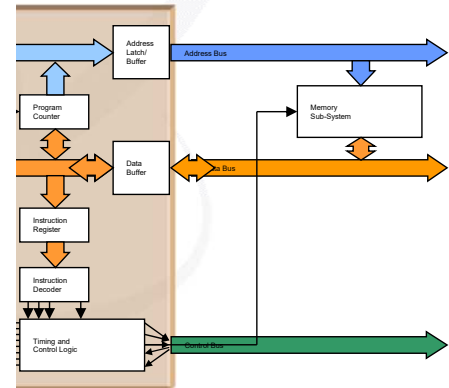 Address
Latch/
Buffer
Address Bus
Program
Counter
Memory
Sub-System
Data
Buffer
Bus
Instruction
Register
Instruction
Decoder
Timing and
Control Logic
Control Bus